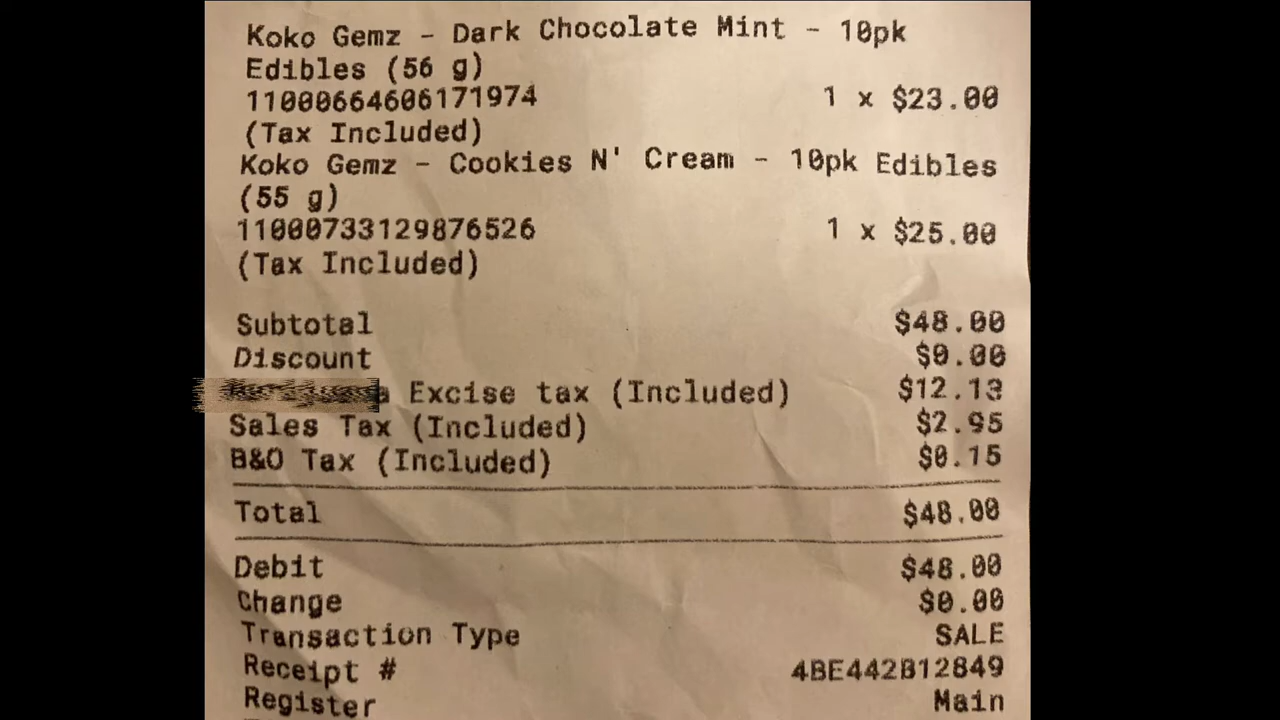 Koko Gemz - Dark Chocolate Mint - 10pk
Edibles (56 g)
11000664606171974 1 x $23.00
(Tax Included)
Koko Gemz - Cookies N' Cream - 10pk Edibles
(55 g)
11000733129876526 1 x $25.00
(Tax Included)
Subtotal $48.00
Discount $0.00
Excise tax (Included) $12.13
Sales Tax (Included) $2.95
B&O Tax (Included) $0.15
Total $48.00
Debit $48.00
Change $0.00
Transaction Type SALE
Receipt # 4BE442B12849
Register Main